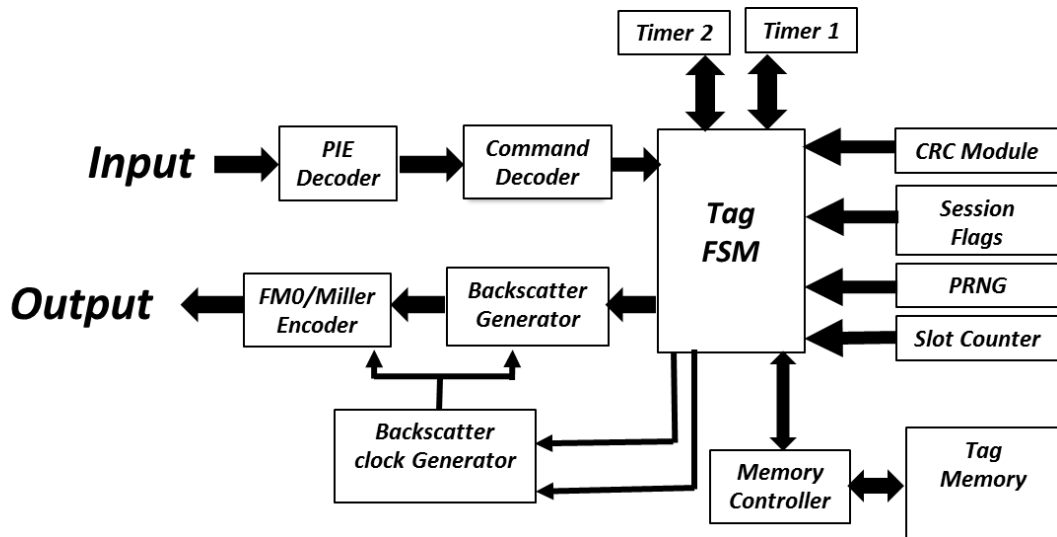 Timer 2
Timer 1
Input
PIE
Decoder
Command
Decoder
Tag
FSM
CRC Module
Session
Flags
PRNG
Slot Counter
Output
FM0/Miller
Encoder
Backscatter
Generator
Backscatter
clock Generator
Memory
Controller
Tag
Memory